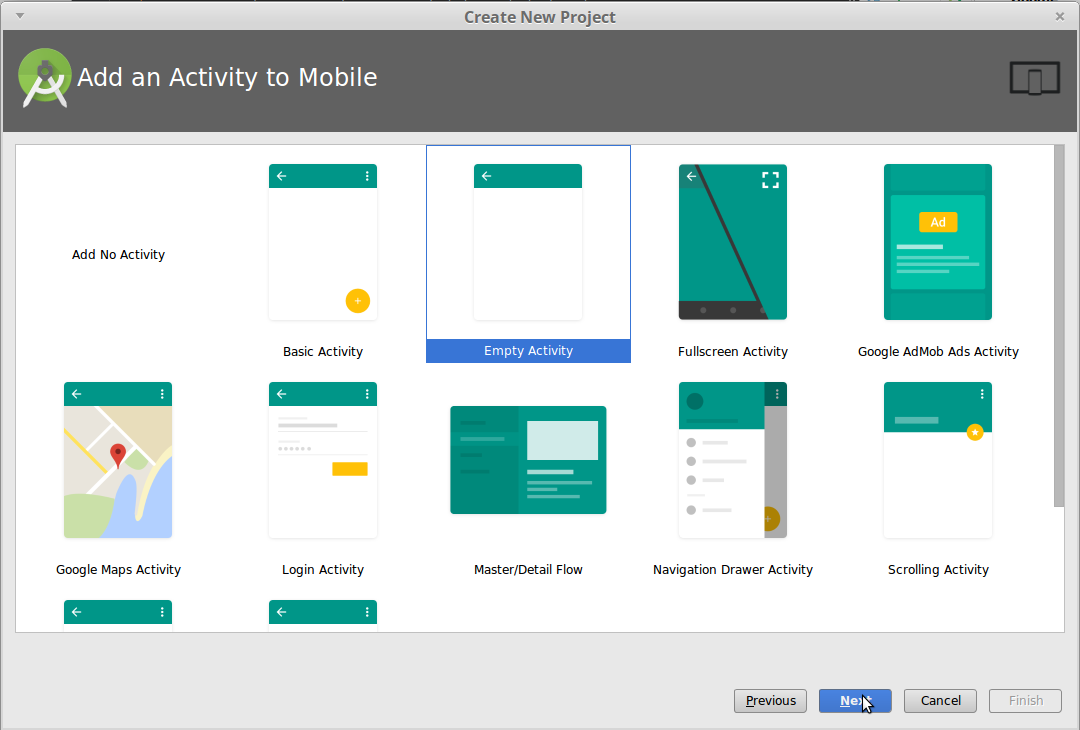 Create New Project
Add an Activity to Mobile
Add No Activity
Basic Activity
Empty Activity
Fullscreen Activity
Ad
Google AdMob Ads Activity
Google Maps Activity
Login Activity
Master/Detail Flow
Navigation Drawer Activity
Scrolling Activity
Previous
Next
Cancel
Finish